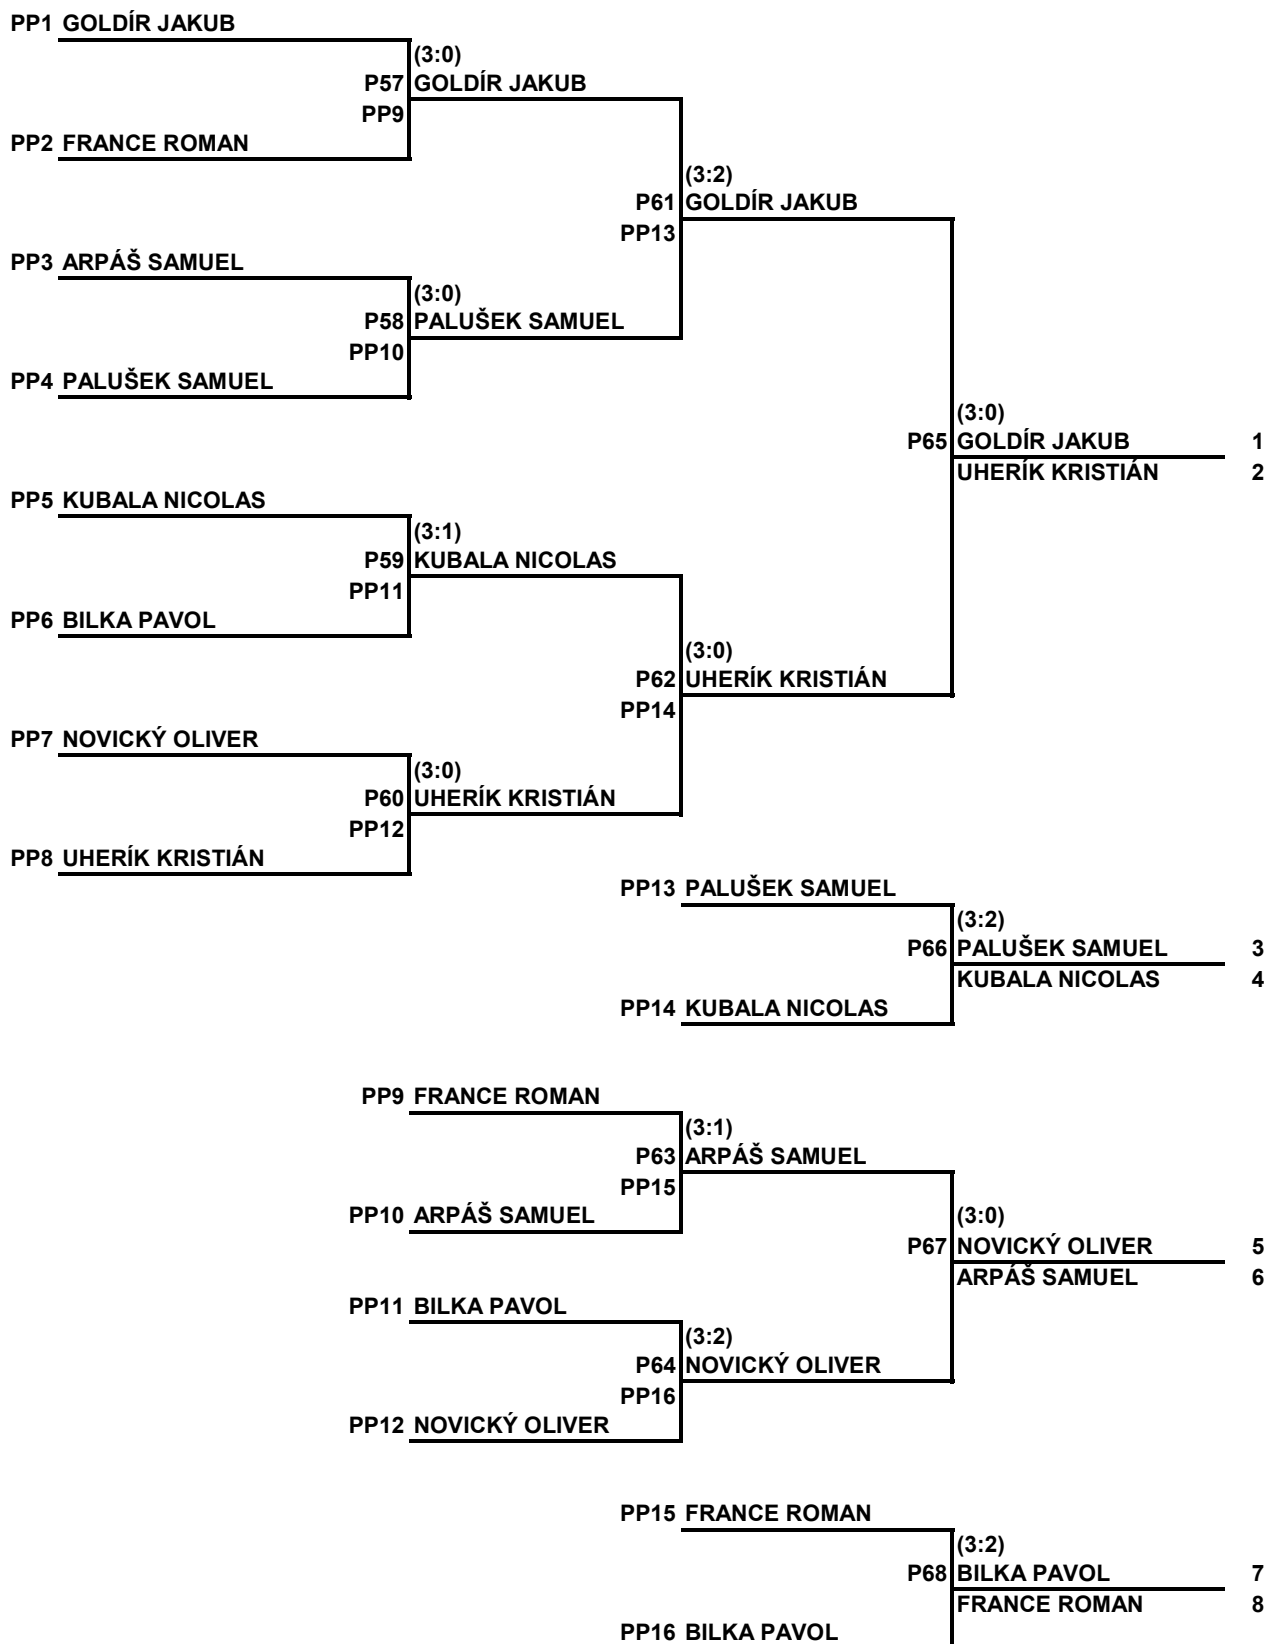 PP1 GOLDÍR JAKUB
(3:0)
P57 GOLDÍR JAKUB
PP9
PP2 FRANCE ROMAN
(3:2)
P61 GOLDÍR JAKUB
PP13
PP3 ARPÁŠ SAMUEL
(3:0)
P58 PALUŠEK SAMUEL
PP10
PP4 PALUŠEK SAMUEL
(3:0)
P65 GOLDÍR JAKUB 1
UHERÍK KRISTIÁN 2
PP5 KUBALA NICOLAS
(3:1)
P59 KUBALA NICOLAS
PP11
PP6 BILKA PAVOL
(3:0)
P62 UHERÍK KRISTIÁN
PP14
PP7 NOVICKÝ OLIVER
(3:0)
P60 UHERÍK KRISTIÁN
PP12
PP8 UHERÍK KRISTIÁN
PP13 PALUŠEK SAMUEL
(3:2)
P66 PALUŠEK SAMUEL 3
KUBALA NICOLAS 4
PP14 KUBALA NICOLAS
PP9 FRANCE ROMAN
(3:1)
P63 ARPÁŠ SAMUEL
PP15
PP10 ARPÁŠ SAMUEL
(3:0)
P67 NOVICKÝ OLIVER 5
ARPÁŠ SAMUEL 6
PP11 BILKA PAVOL
(3:2)
P64 NOVICKÝ OLIVER
PP16
PP12 NOVICKÝ OLIVER
PP15 FRANCE ROMAN
(3:2)
P68 BILKA PAVOL 7
FRANCE ROMAN 8
PP16 BILKA PAVOL